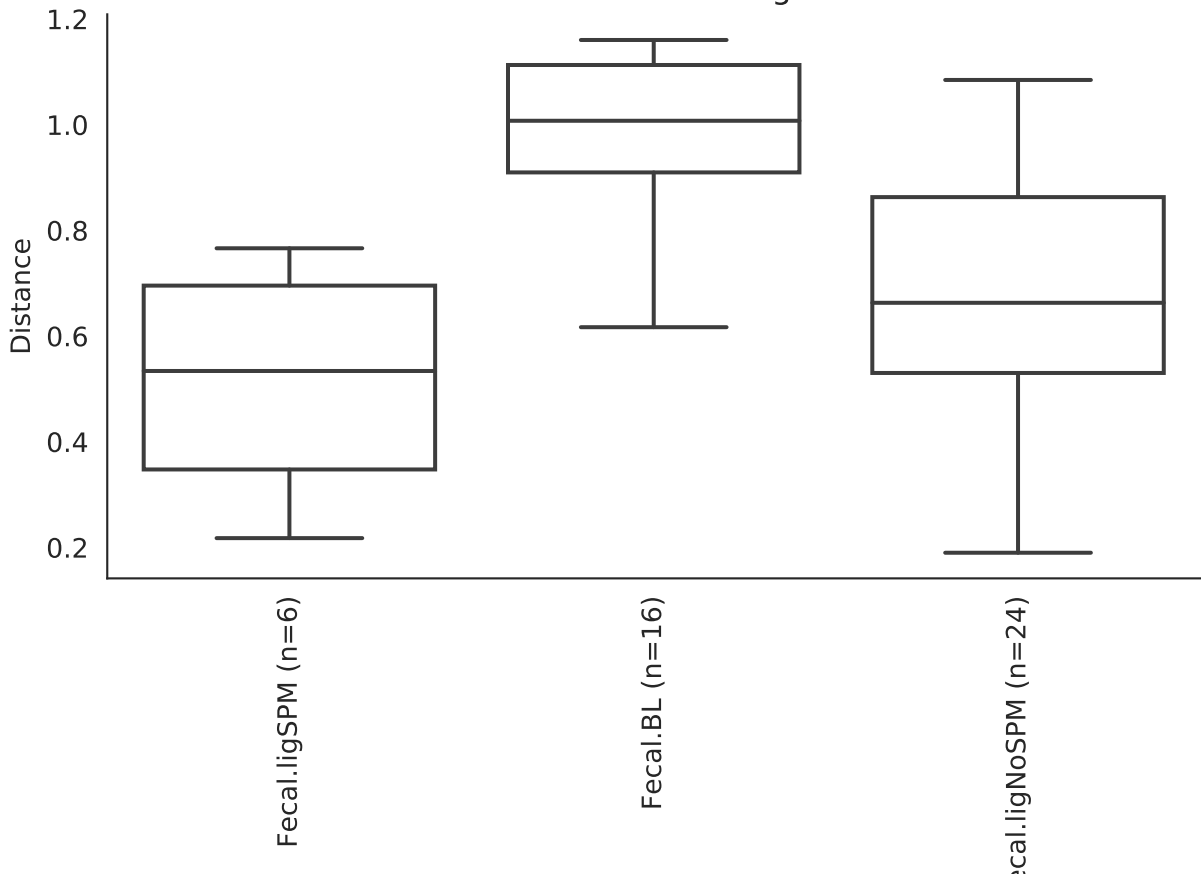 1.2
1.0
0.8
0.6
0.4
0.2
Distance
Fecal.ligSPM (n=6)
Fecal.BL (n=16)
ecal.ligNoSPM (n=24)